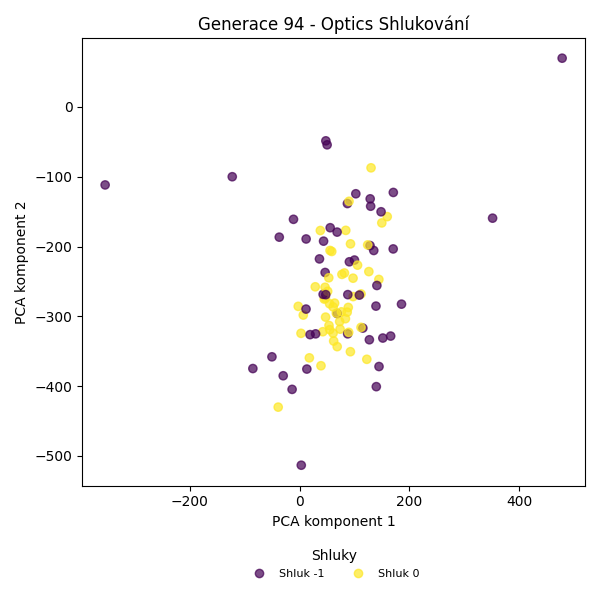 Generace 94 - Optics Shlukování
PCA komponent 2
0
−100
−200
−300
−400
−500
−200
0
200
400
PCA komponent 1
Shluky
Shluk -1
Shluk 0